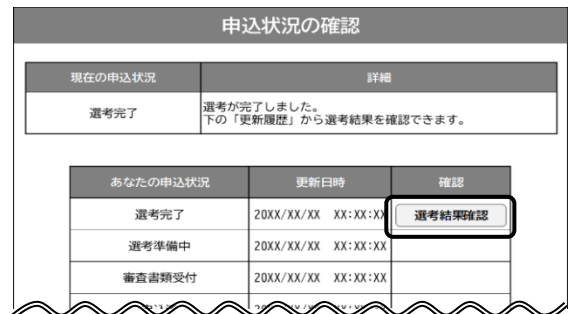 申込状況の確認
現在の申込状況 詳細
選考完了 選考が完了しました。
下の「更新履歴」から選考結果を確認できます。
あなたの申込状況 更新日時 確認
選考完了 20XX/XX/XX XX:XX:XX 選考結果確認
選考準備中 20XX/XX/XX XX:XX:XX
審査書類受付 20XX/XX/XX XX:XX:XX